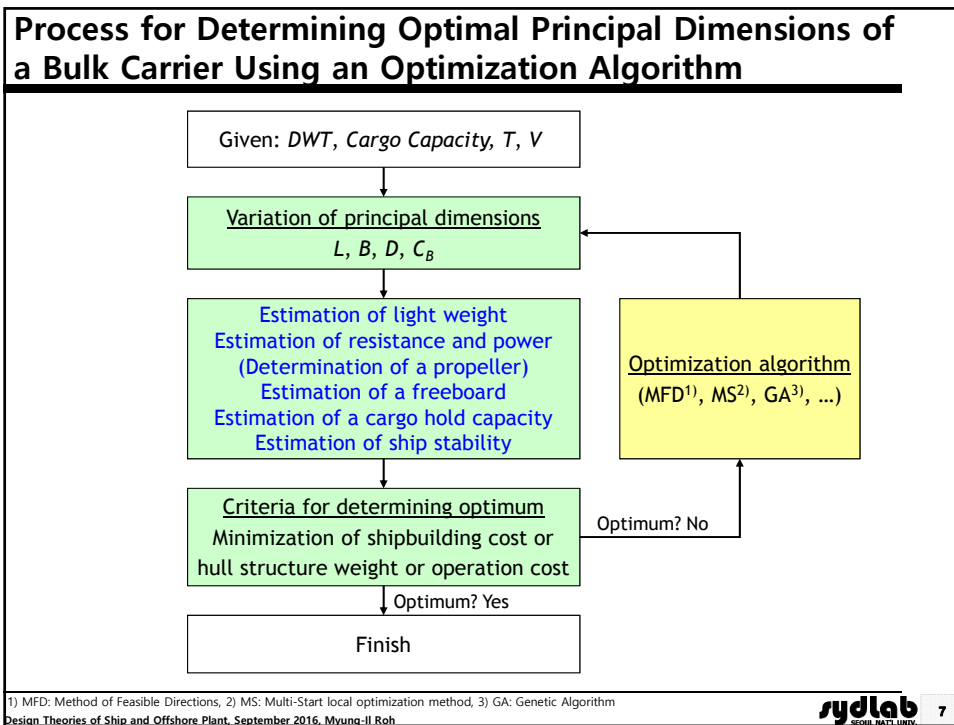 Process for Determining Optimal Principal Dimensions of
a Bulk Carrier Using an Optimization Algorithm
Given: DWT, Cargo Capacity, T, V
Variation of principal dimensions
L, B, D, C_B
Estimation of light weight
Estimation of resistance and power
(Determination of a propeller)
Estimation of a freeboard
Estimation of a cargo hold capacity
Estimation of ship stability
Optimization algorithm
(MFD1), MS2), GA3), …)
Criteria for determining optimum
Minimization of shipbuilding cost or
hull structure weight or operation cost
Optimum? No
Optimum? Yes
Finish
1) MFD: Method of Feasible Directions, 2) MS: Multi-Start local optimization method, 3) GA: Genetic Algorithm
Design Theories of Ship and Offshore Plant, September 2016, Myung-Il Roh
sydlab
SEOUL NAT'L UNIV.
7